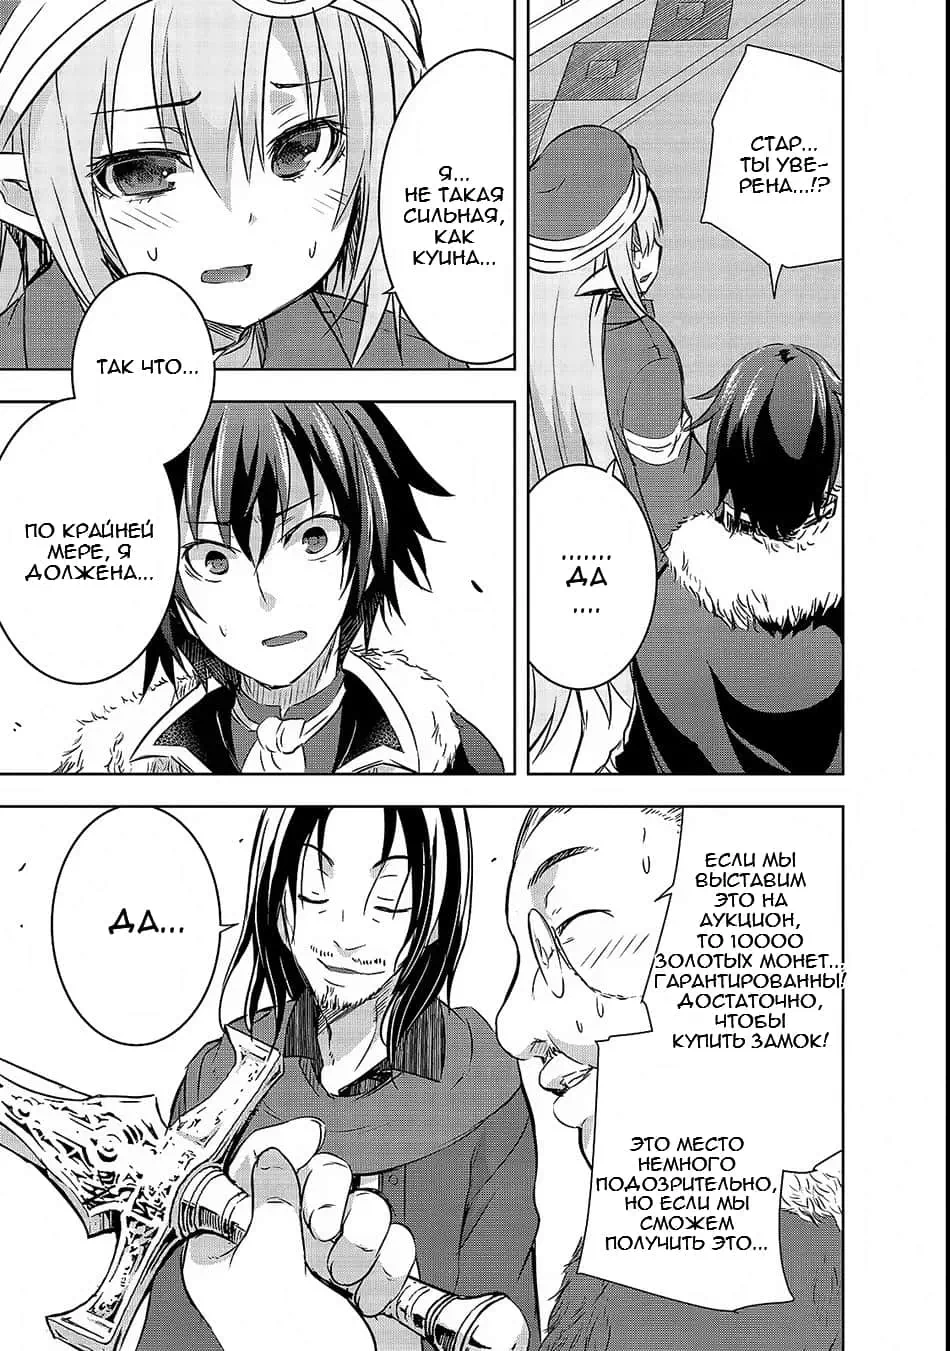 СТАР...
ТЫ УВЕ-
РЕНА...!?
.......
ДА
....
Я...
НЕ ТАКАЯ
СИЛЬНАЯ,
КАК
КУИНА...
ТАК ЧТО...
ПО КРАЙНЕЙ
МЕРЕ, Я
ДОЛЖЕНА...
ЕСЛИ МЫ
ВЫСТАВИМ
ЭТО НА
АУКЦИОН,
ТО 10000
ЗОЛОТЫХ МОНЕТ...
ГАРАНТИРОВАННЫ!
ДОСТАТОЧНО,
ЧТОБЫ
КУПИТЬ ЗАМОК!
ЭТО МЕСТО
НЕМНОГО
ПОДОЗРИТЕЛЬНО,
НО ЕСЛИ МЫ
СМОЖЕМ
ПОЛУЧИТЬ ЭТО...
ДА...